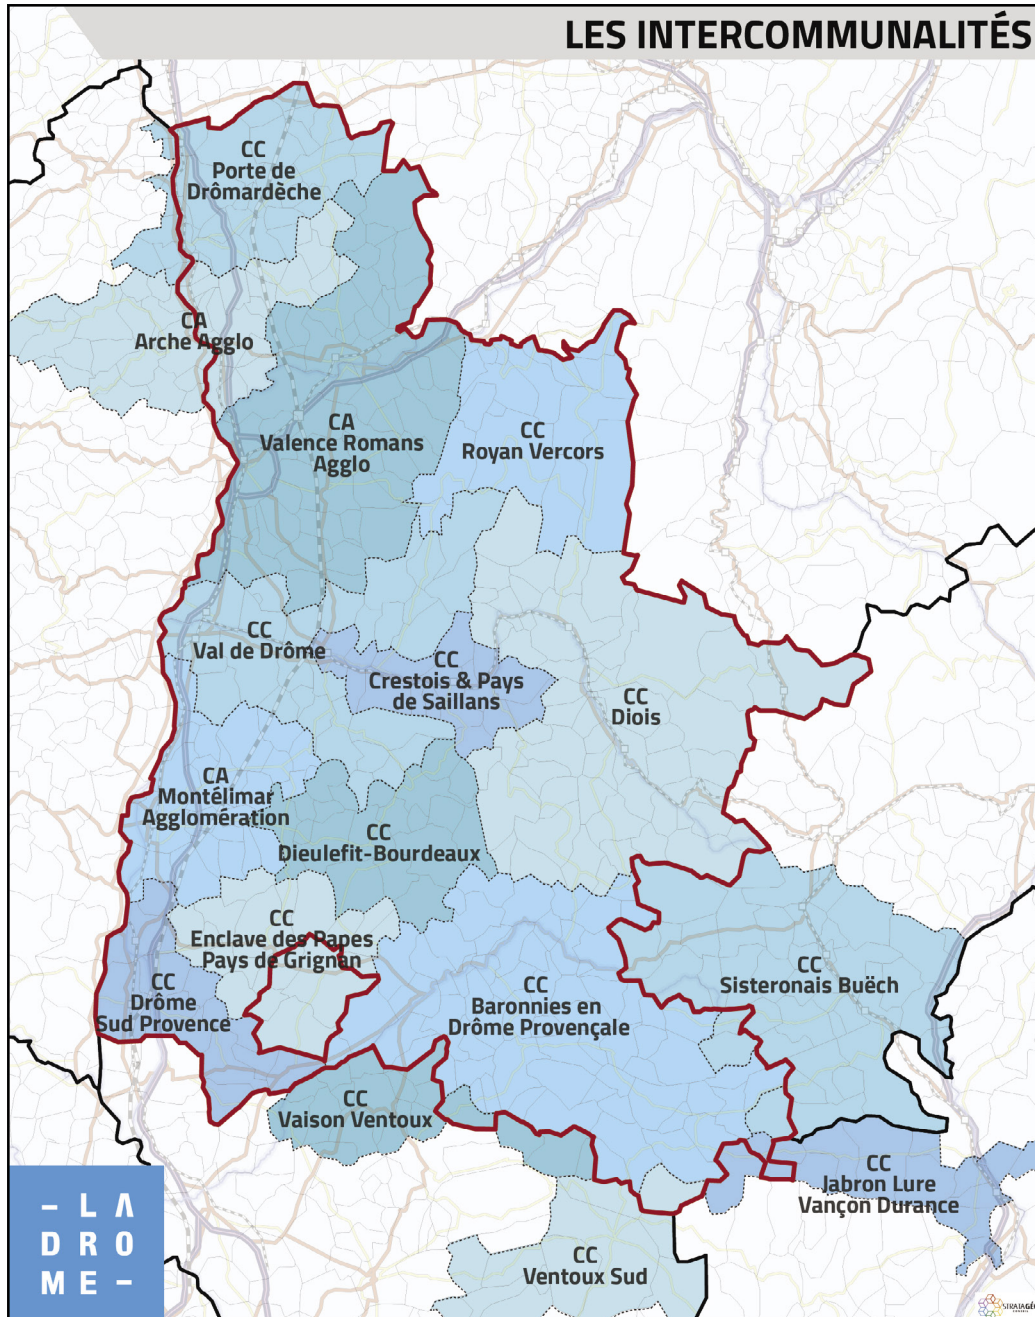 LES INTERCOMMUNALITÉS
CC
Porte de
Drômardèche
CA
Arche Agglo
CA
Valence Romans
Agglo
CC
Royan Vercors
CC
Val de Drôme
CC
Crestois & Pays
de Saillans
CC
Diois
CA
Montélimar
Agglomération
CC
Dieulefit-Bourdeaux
CC
Enclave des Papes
Pays de Grignan
CC
Drôme
Sud Provence
CC
Baronnies en
Drôme Provençale
CC
Sisteronais Buëch
CC
Vaison Ventoux
CC
Jabron Lure
Vançon Durance
CC
Ventoux Sud
– L A
D R O
M E –